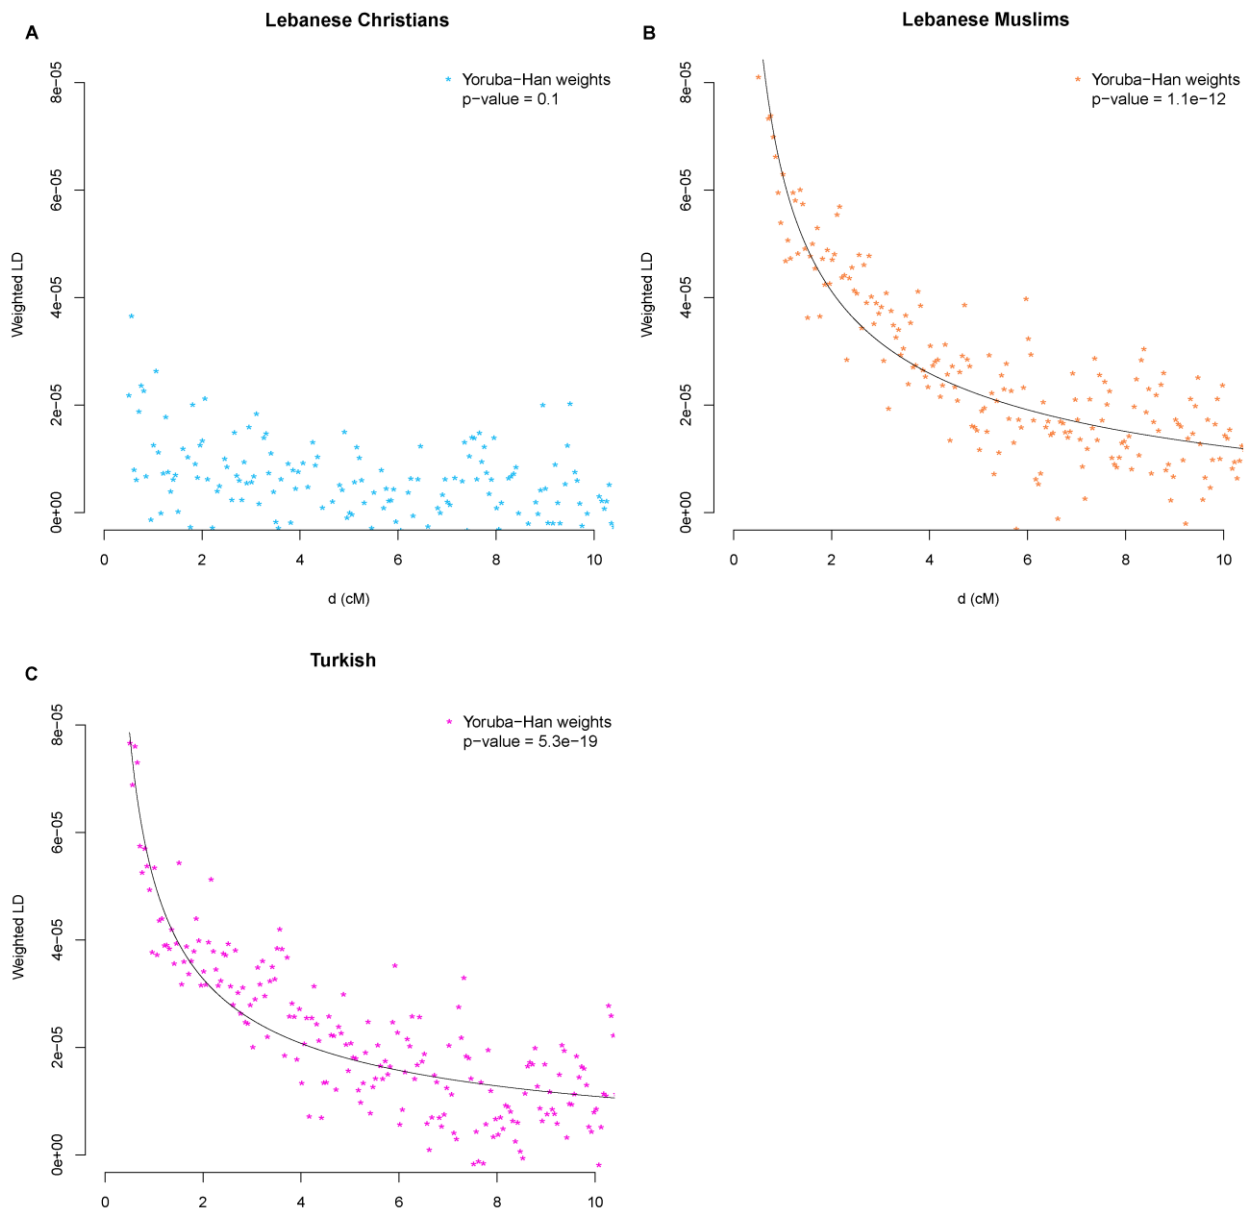 Lebanese Christians
A
8e−05
6e−05
4e−05
2e−05
0e+00
Weighted LD
* Yoruba−Han weights
p−value = 0.1
0 2 4 6 8 10
d (cM)
Lebanese Muslims
B
8e−05
6e−05
4e−05
2e−05
0e+00
Weighted LD
* Yoruba−Han weights
p−value = 1.1e−12
0 2 4 6 8 10
d (cM)
Turkish
C
8e−05
6e−05
4e−05
2e−05
0e+00
Weighted LD
* Yoruba−Han weights
p−value = 5.3e−19
0 2 4 6 8 10